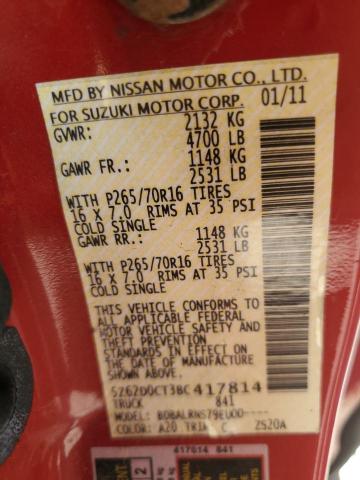 MFD BY NISSAN MOTOR CO., LTD.
FOR SUZUKI MOTOR CORP. 01/11
GVWR: 2132 KG
4700 LB
GAWR FR.: 1148 KG
2531 LB
WITH P265/70R16 TIRES
16 X 7.0 RIMS AT 35 PSI
COLD SINGLE
GAWR RR.: 1148 KG
2531 LB
WITH P265/70R16 TIRES
16 X 7.0 RIMS AT 35 PSI
COLD SINGLE
THIS VEHICLE CONFORMS TO
ALL APPLICABLE FEDERAL
MOTOR VEHICLE SAFETY AND
THEFT PREVENTION STANDARDS
IN EFFECT ON THE
DATE OF MANUFACTURE
SHOWN ABOVE.
5Z62D0CT3BC417814
TRUCK 841
MODEL: BDBALRNS79EUOD----
COLOR: A20 TRIM: C ZS20A
417814 841